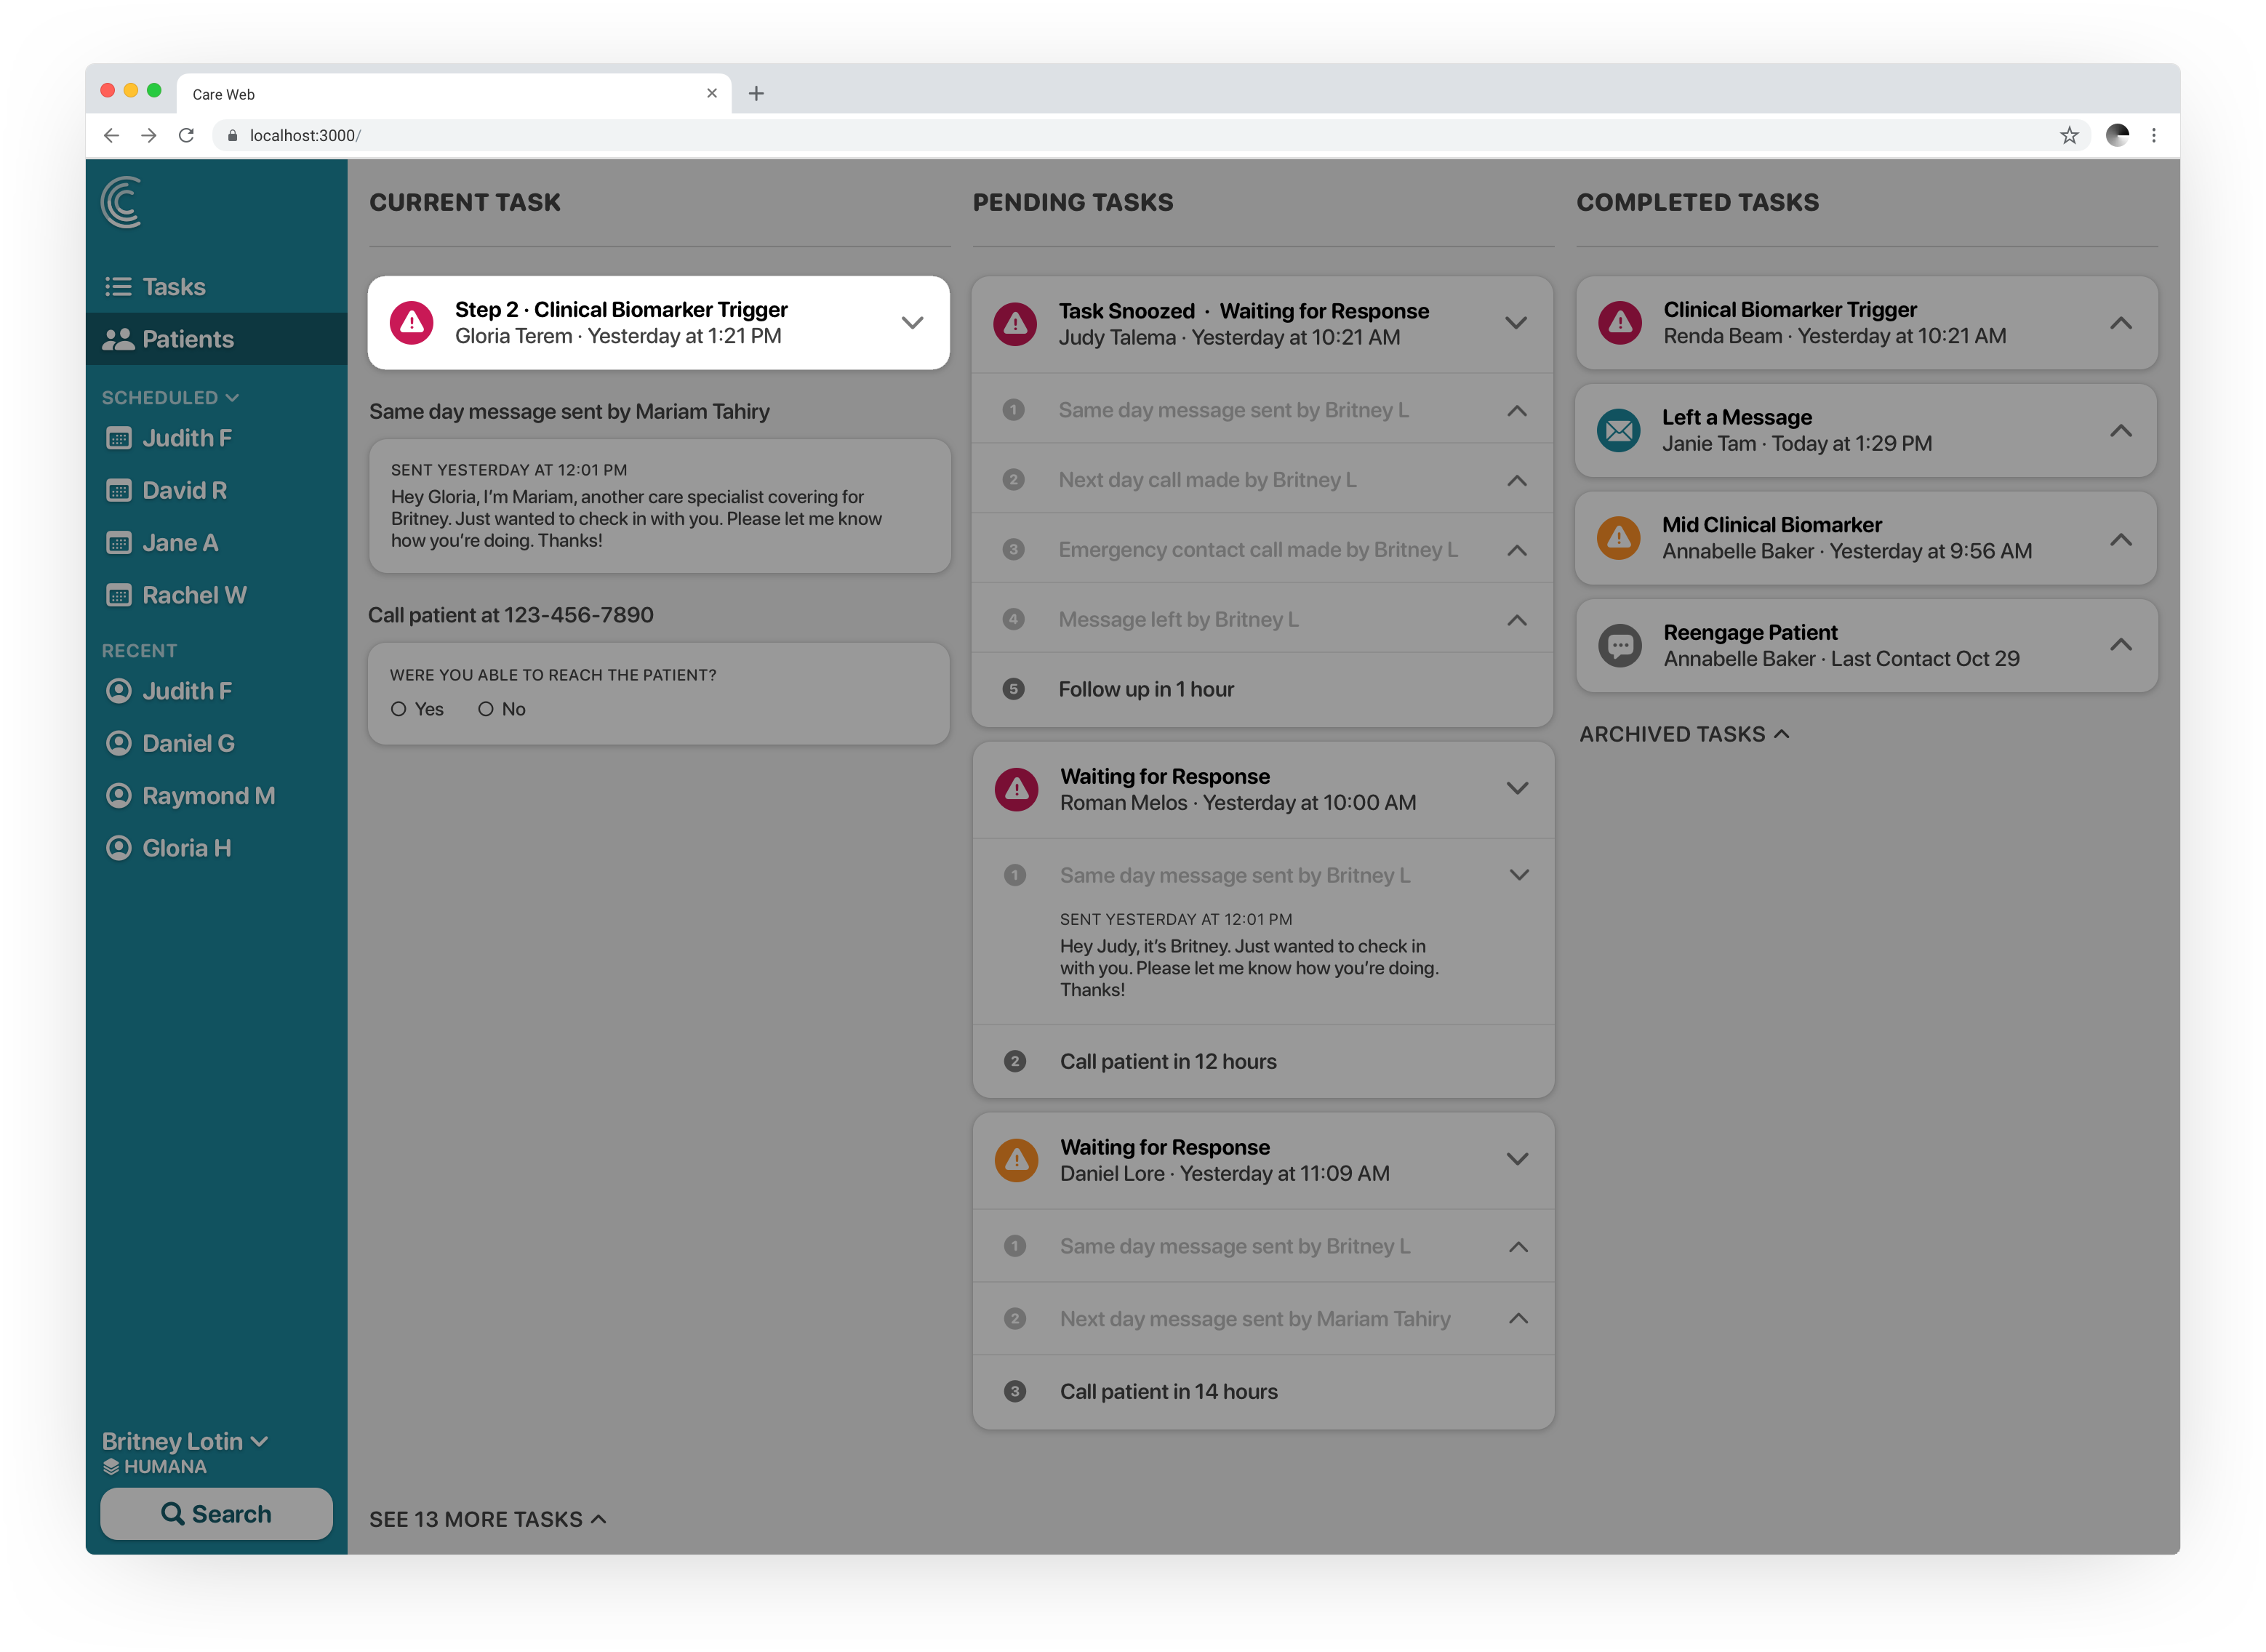 Care Web
localhost:3000/
Tasks
Patients
SCHEDULED
Judith F
David R
Jane A
Rachel W
RECENT
Judith F
Daniel G
Raymond M
Gloria H
Britney Lotin
HUMANA
Search
CURRENT TASK
Step 2 · Clinical Biomarker Trigger
Gloria Terem · Yesterday at 1:21 PM
Same day message sent by Mariam Tahiry
SENT YESTERDAY AT 12:01 PM
Hey Gloria, I’m Mariam, another care specialist covering for
Britney. Just wanted to check in with you. Please let me know
how you’re doing. Thanks!
Call patient at 123-456-7890
WERE YOU ABLE TO REACH THE PATIENT?
Yes No
SEE 13 MORE TASKS
PENDING TASKS
Task Snoozed · Waiting for Response
Judy Talema · Yesterday at 10:21 AM
1 Same day message sent by Britney L
2 Next day call made by Britney L
3 Emergency contact call made by Britney L
4 Message left by Britney L
5 Follow up in 1 hour
Waiting for Response
Roman Melos · Yesterday at 10:00 AM
1 Same day message sent by Britney L
SENT YESTERDAY AT 12:01 PM
Hey Judy, it’s Britney. Just wanted to check in
with you. Please let me know how you’re doing.
Thanks!
2 Call patient in 12 hours
Waiting for Response
Daniel Lore · Yesterday at 11:09 AM
1 Same day message sent by Britney L
2 Next day message sent by Mariam Tahiry
3 Call patient in 14 hours
COMPLETED TASKS
Clinical Biomarker Trigger
Renda Beam · Yesterday at 10:21 AM
Left a Message
Janie Tam · Today at 1:29 PM
Mid Clinical Biomarker
Annabelle Baker · Yesterday at 9:56 AM
Reengage Patient
Annabelle Baker · Last Contact Oct 29
ARCHIVED TASKS